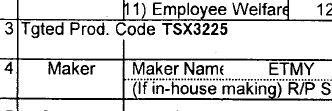 11) Employee Welfare 12
3 Tgted Prod. Code TSX3225
4 Maker Maker Name ETMY
(If in-house making) R/P S